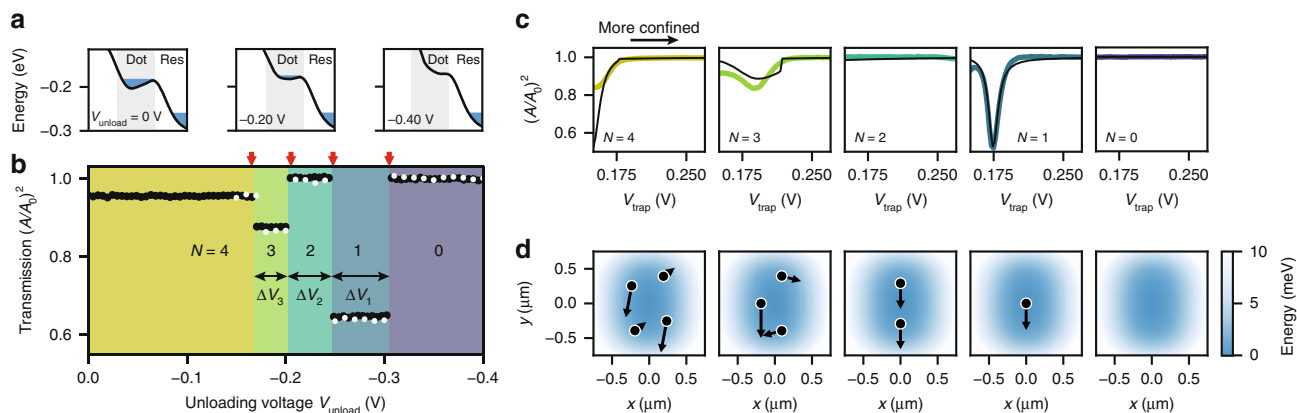 a
Energy (eV)
−0.2
−0.3
Dot Res
V_unload = 0 V
Dot Res
−0.20 V
Dot Res
−0.40 V
b
Transmission (A/A₀)²
1.0
0.8
0.6
N = 4 3 2 1 0
ΔV₃ ΔV₂ ΔV₁
0.0 −0.1 −0.2 −0.3 −0.4
Unloading voltage V_unload (V)
c
More confined
(A/A₀)²
1.0
0.8
0.6
N = 4
N = 3
N = 2
N = 1
N = 0
0.175 0.250
0.175 0.250
0.175 0.250
0.175 0.250
0.175 0.250
V_trap (V)
V_trap (V)
V_trap (V)
V_trap (V)
V_trap (V)
d
y (μm)
0.5
0.0
−0.5
−0.5 0.0 0.5
−0.5 0.0 0.5
−0.5 0.0 0.5
−0.5 0.0 0.5
−0.5 0.0 0.5
x (μm)
x (μm)
x (μm)
x (μm)
x (μm)
10
5
0
Energy (meV)